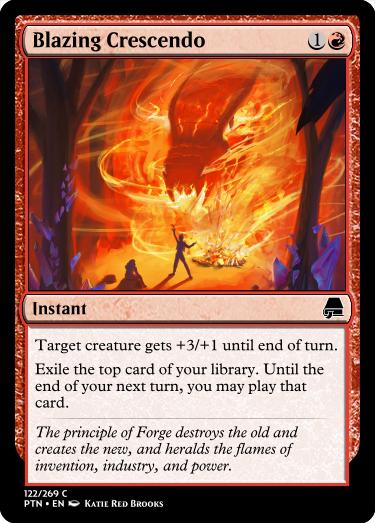 Blazing Crescendo 1
Instant
Target creature gets +3/+1 until end of turn.
Exile the top card of your library. Until the
end of your next turn, you may play that
card.
The principle of Forge destroys the old and
creates the new, and heralds the flames of
invention, industry, and power.
122/269 C
PTN • EN Katie Red Brooks